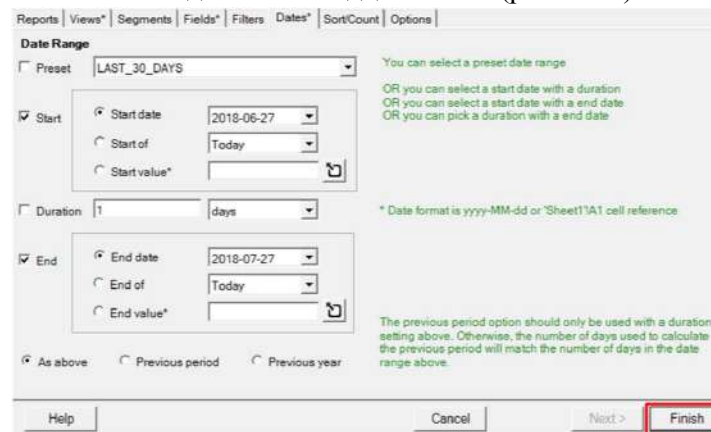 Reports | Views* | Segments | Fields* | Filters | Dates* | Sort/Count | Options
Date Range
Preset LAST_30_DAYS
You can select a preset date range
OR you can select a start date with a duration
OR you can select a start date with a end date
OR you can pick a duration with a end date
Start
Start date 2018-06-27
Start of Today
Start value*
Duration 1 days
* Date format is yyyy-MM-dd or 'Sheet1'!A1 cell reference
End
End date 2018-07-27
End of Today
End value*
The previous period option should only be used with a duration
setting above. Otherwise, the number of days used to calculate
the previous period will match the number of days in the date
range above.
As above Previous period Previous year
Help Cancel Next > Finish